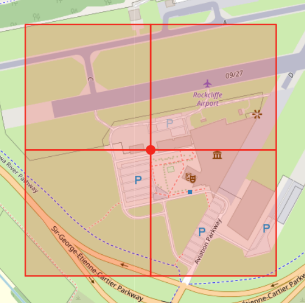 09/27
Rockcliffe
Airport
P
P
P
P
Aviation Parkway
Sir-George-Étienne-Cartier Parkway